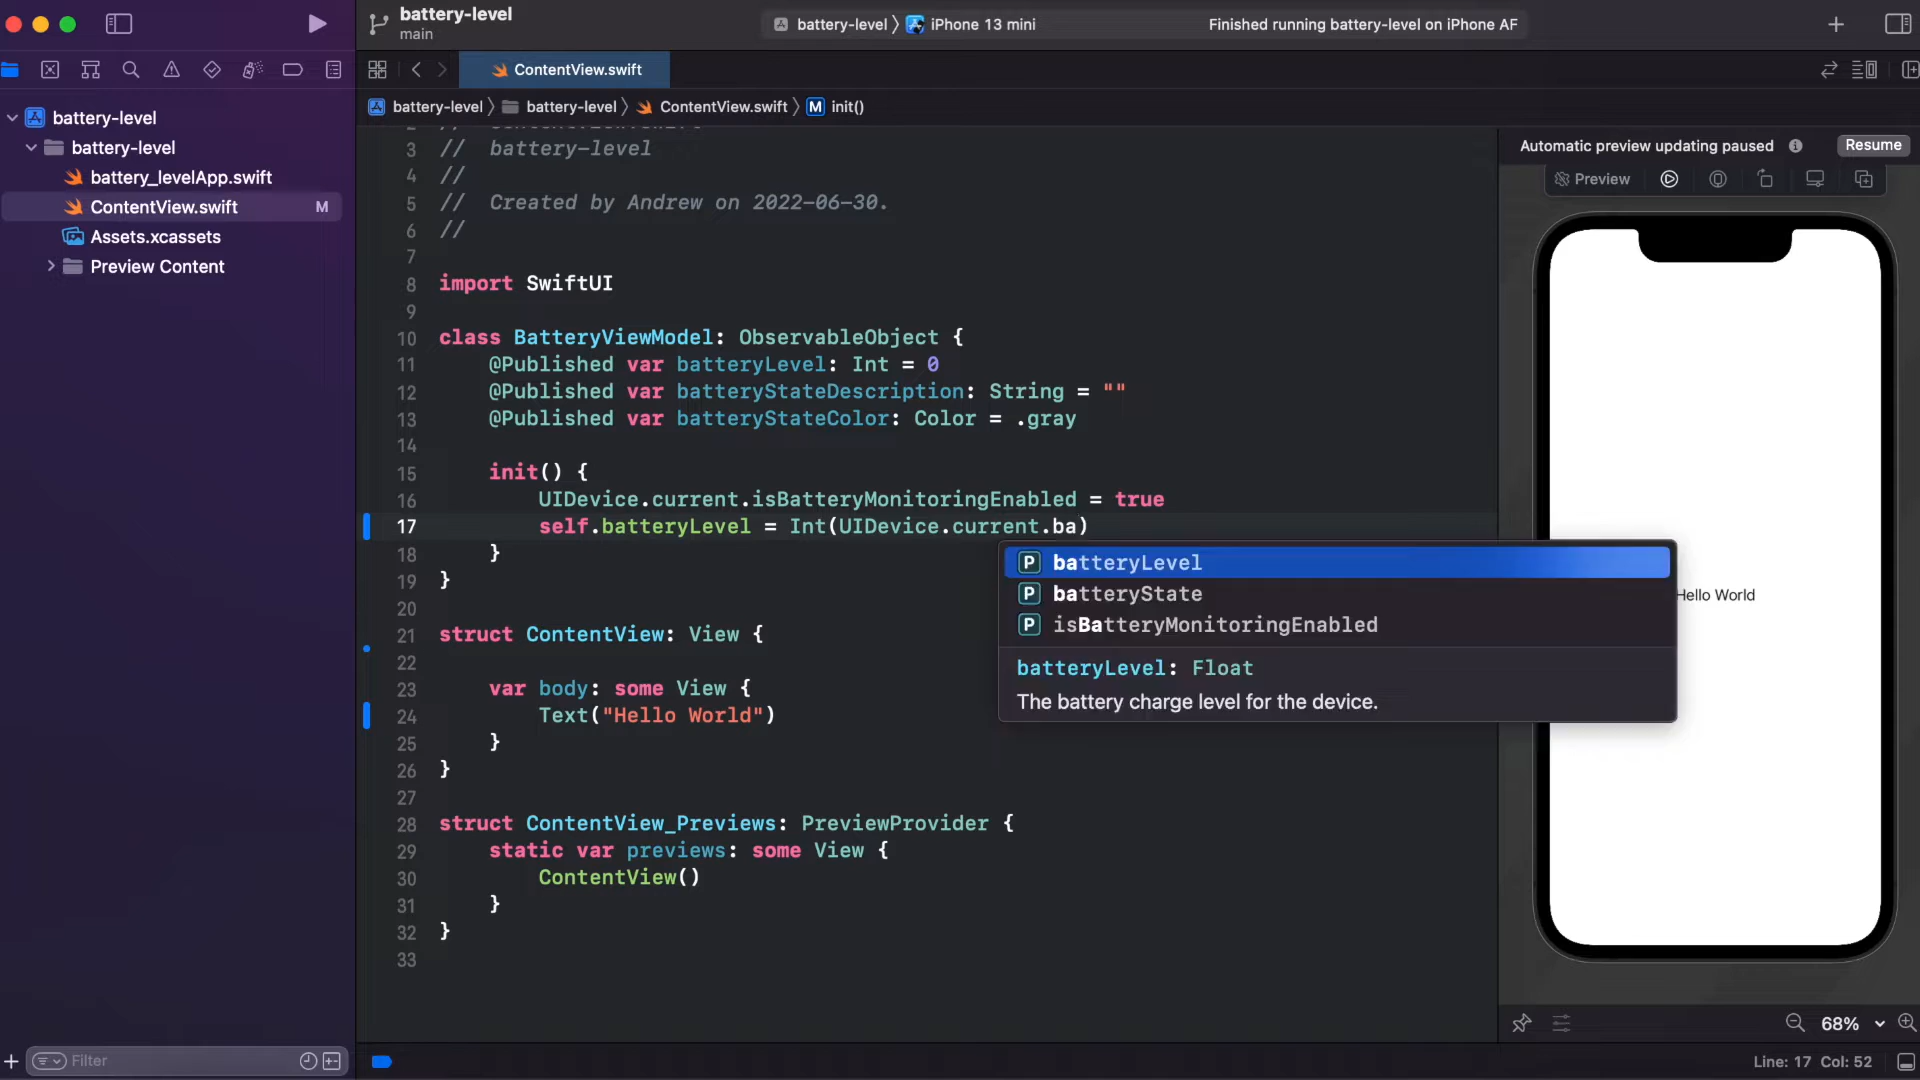 battery-level
main
battery-level 〉 iPhone 13 mini
Finished running battery-level on iPhone AF
ContentView.swift
battery-level 〉 battery-level 〉 ContentView.swift 〉 M init()
battery-level
battery-level
battery_levelApp.swift
ContentView.swift M
Assets.xcassets
Preview Content
3 //  battery-level
4 //
5 //  Created by Andrew on 2022-06-30.
6 //
7
8 import SwiftUI
9
10 class BatteryViewModel: ObservableObject {
11     @Published var batteryLevel: Int = 0
12     @Published var batteryStateDescription: String = ""
13     @Published var batteryStateColor: Color = .gray
14
15     init() {
16         UIDevice.current.isBatteryMonitoringEnabled = true
17         self.batteryLevel = Int(UIDevice.current.ba)
18     }
19 }
20
21 struct ContentView: View {
22
23     var body: some View {
24         Text("Hello World")
25     }
26 }
27
28 struct ContentView_Previews: PreviewProvider {
29     static var previews: some View {
30         ContentView()
31     }
32 }
33
P batteryLevel
P batteryState
P isBatteryMonitoringEnabled
batteryLevel: Float
The battery charge level for the device.
Automatic preview updating paused
Resume
Preview
Hello World
68%
Filter
Line: 17 Col: 52